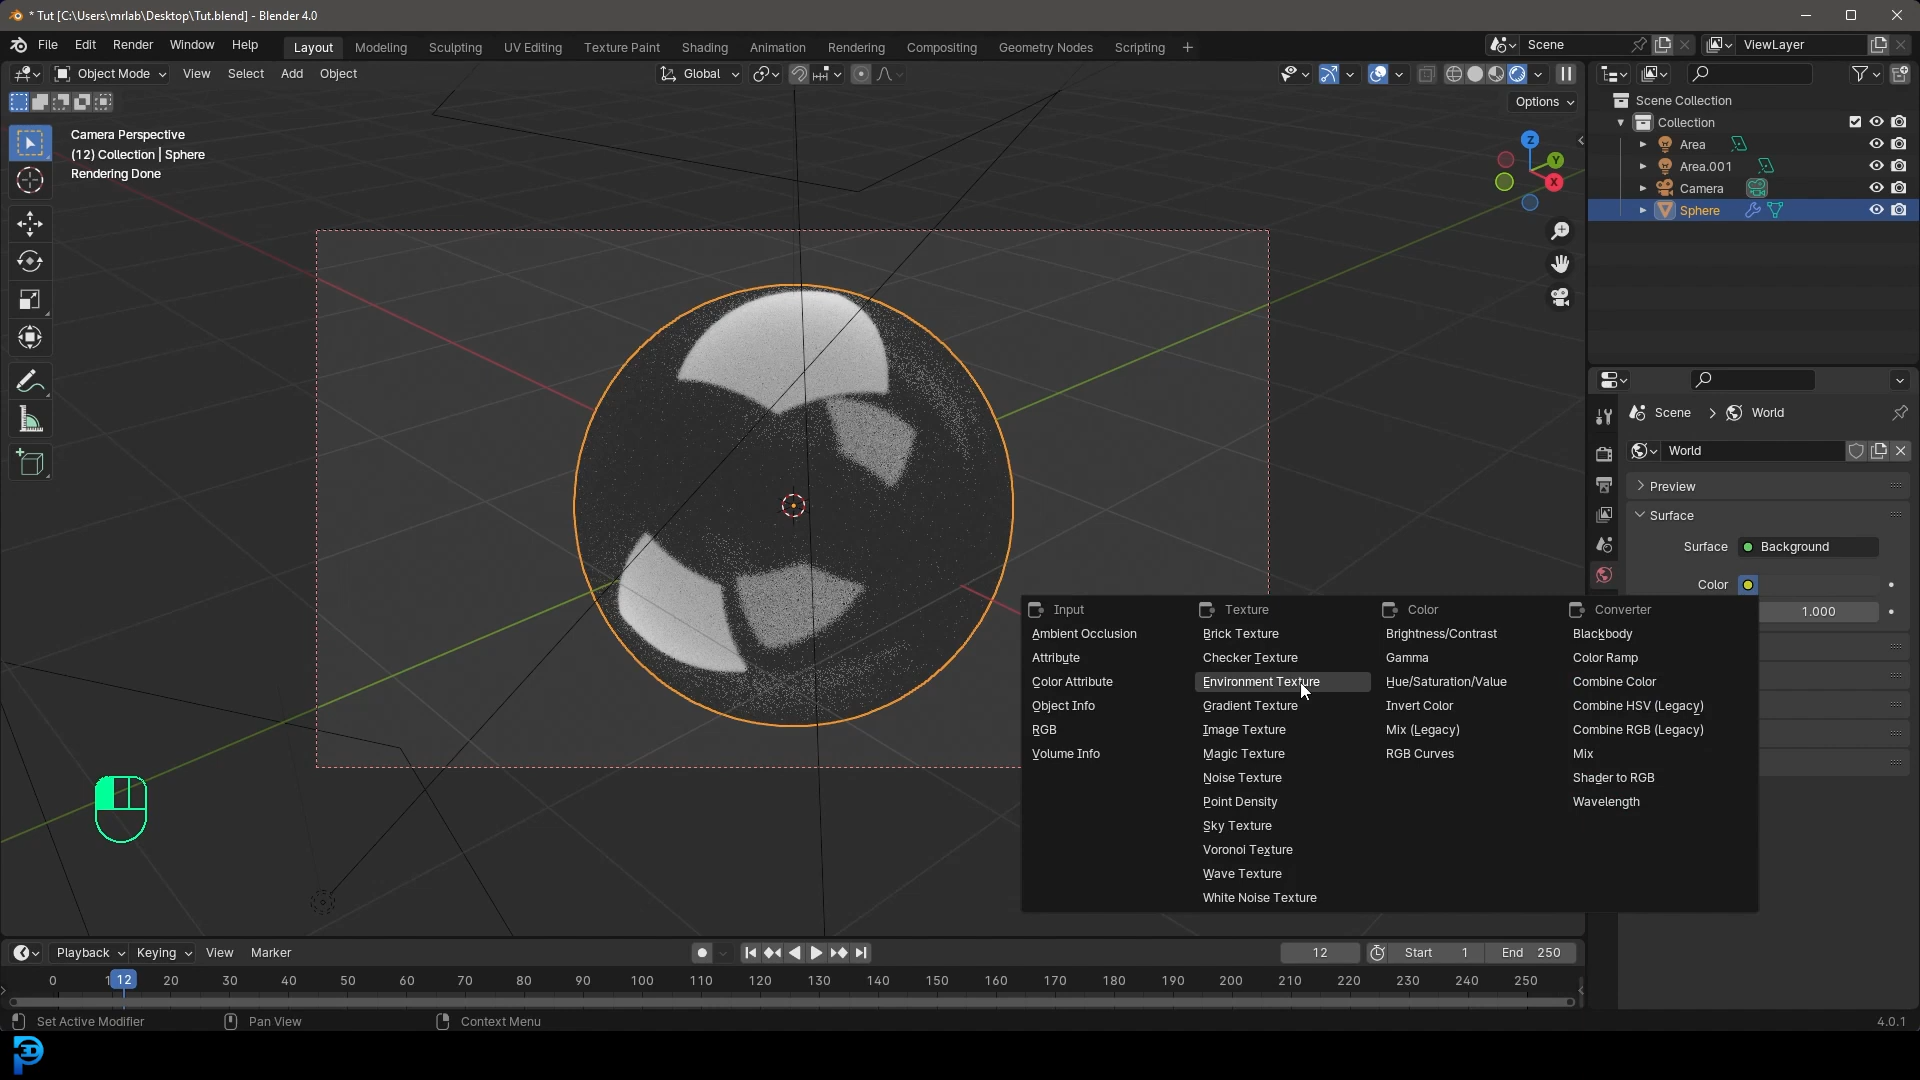 * Tut [C:\Users\mrlab\Desktop\Tut.blend] - Blender 4.0
File Edit Render Window Help Layout Modeling Sculpting UV Editing Texture Paint Shading Animation Rendering Compositing Geometry Nodes Scripting + Scene ViewLayer
Object Mode View Select Add Object Global
Options
Camera Perspective
(12) Collection | Sphere
Rendering Done
Z
Y
X
Scene Collection
Collection
Area
Area.001
Camera
Sphere
Scene > World
World
Preview
Surface
Surface Background
Color
1.000
Input Texture Color Converter
Ambient Occlusion Brick Texture Brightness/Contrast Blackbody
Attribute Checker Texture Gamma Color Ramp
Color Attribute Environment Texture Hue/Saturation/Value Combine Color
Object Info Gradient Texture Invert Color Combine HSV (Legacy)
RGB Image Texture Mix (Legacy) Combine RGB (Legacy)
Volume Info Magic Texture RGB Curves Mix
Noise Texture Shader to RGB
Point Density Wavelength
Sky Texture
Voronoi Texture
Wave Texture
White Noise Texture
Playback Keying View Marker 12 Start 1 End 250
0 1 12 20 30 40 50 60 70 80 90 100 110 120 130 140 150 160 170 180 190 200 210 220 230 240 250
Set Active Modifier Pan View Context Menu 4.0.1